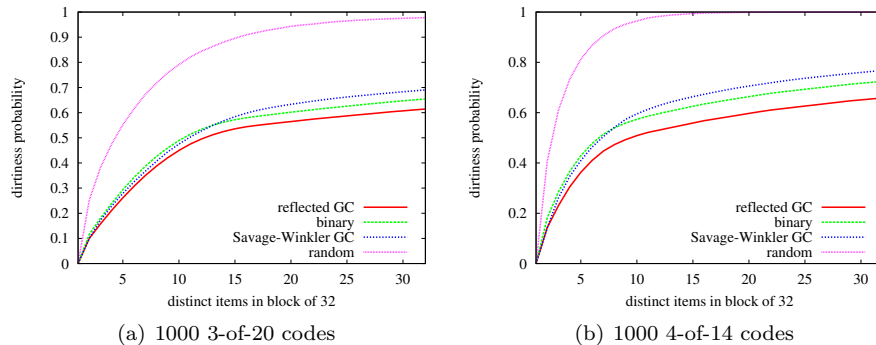 1
0.9
0.8
0.7
0.6
0.5
0.4
0.3
0.2
0.1
0
dirtiness probability
reflected GC
binary
Savage-Winkler GC
random
5 10 15 20 25 30
distinct items in block of 32
(a) 1000 3-of-20 codes
1
0.8
0.6
0.4
0.2
0
dirtiness probability
reflected GC
binary
Savage-Winkler GC
random
5 10 15 20 25 30
distinct items in block of 32
(b) 1000 4-of-14 codes